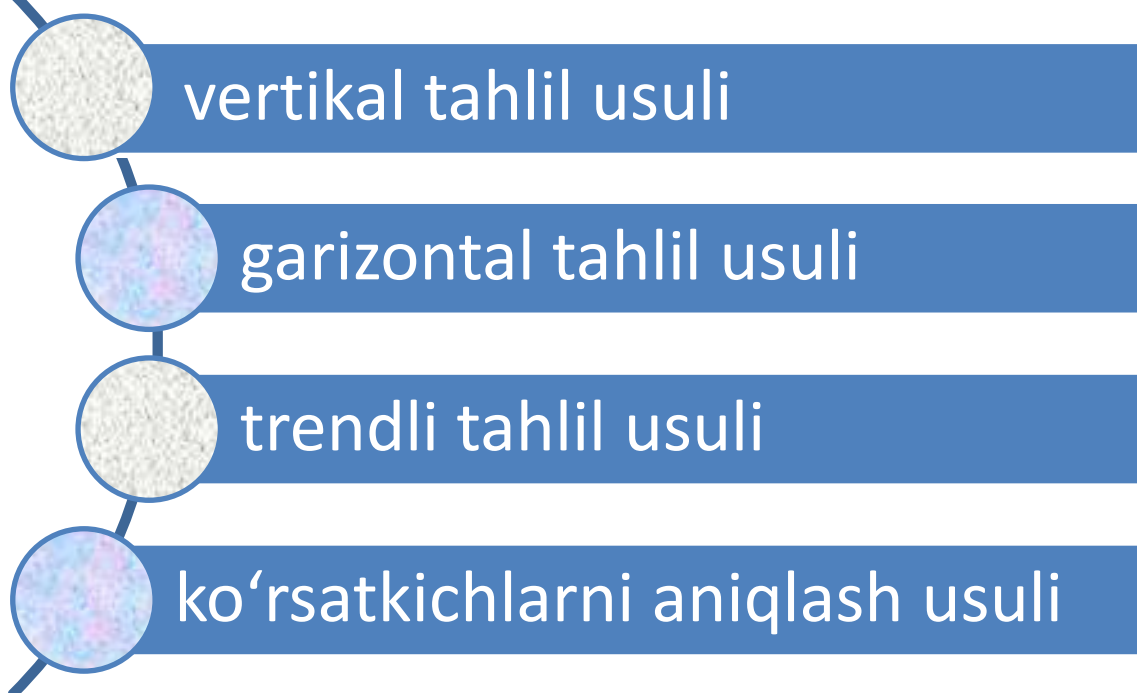 vertikal tahlil usuli
garizontal tahlil usuli
trendli tahlil usuli
ko‘rsatkichlarni aniqlash usuli